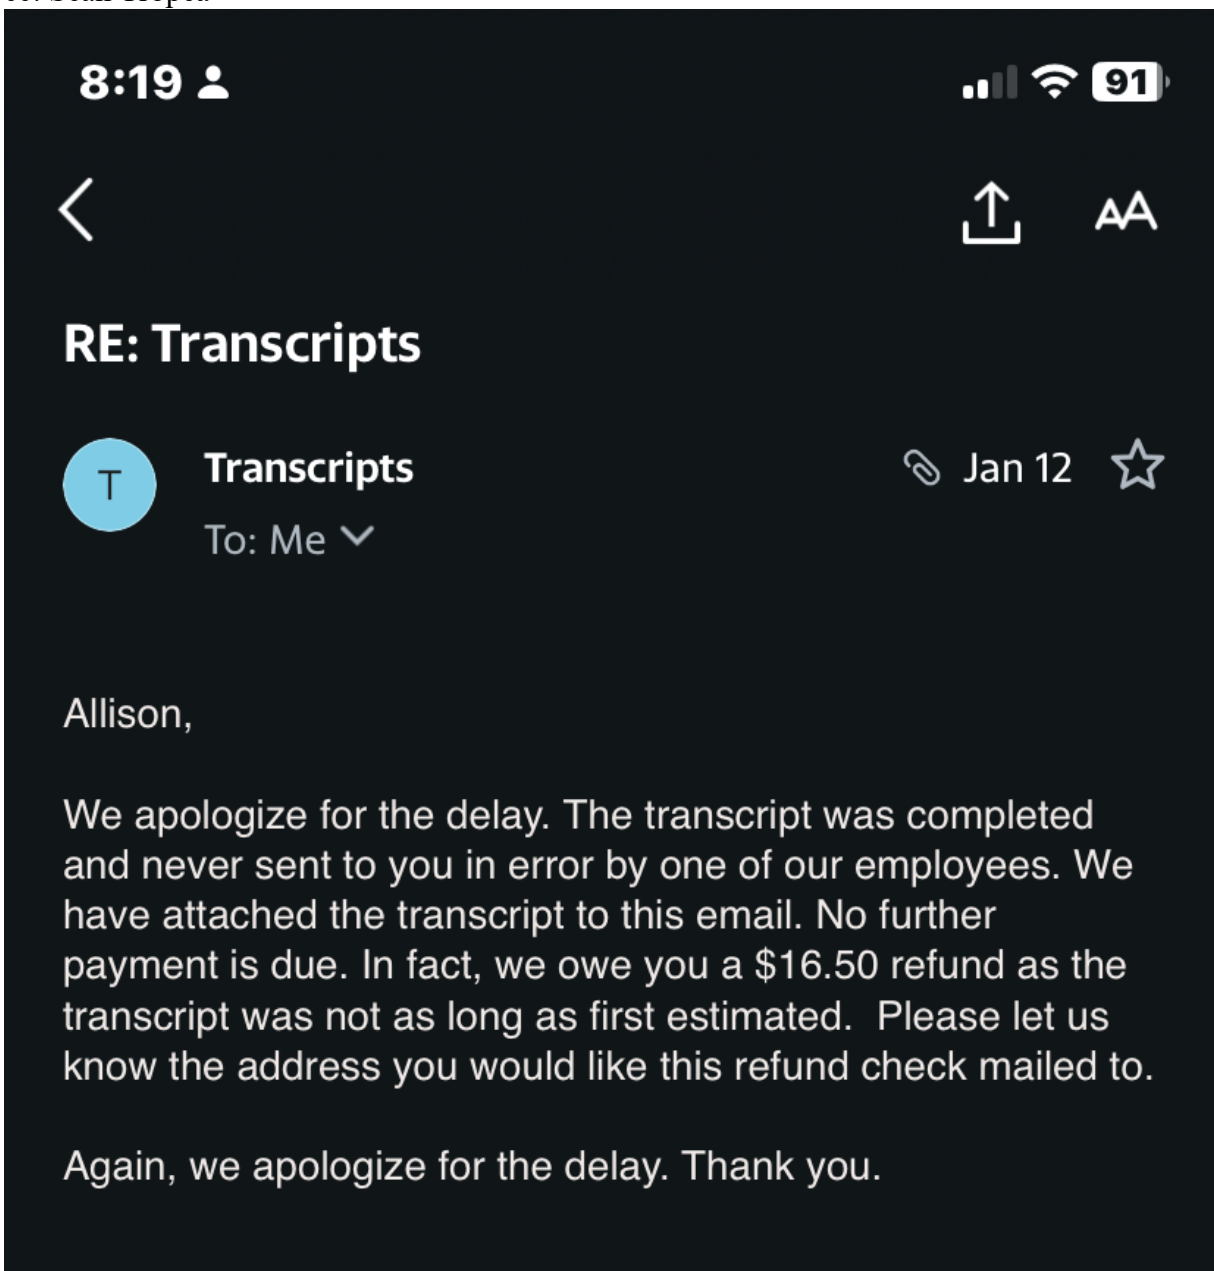 8:19
91
AA
RE: Transcripts
T
Transcripts
Jan 12
To: Me
Allison,
We apologize for the delay. The transcript was completed
and never sent to you in error by one of our employees. We
have attached the transcript to this email. No further
payment is due. In fact, we owe you a $16.50 refund as the
transcript was not as long as first estimated.  Please let us
know the address you would like this refund check mailed to.
Again, we apologize for the delay. Thank you.